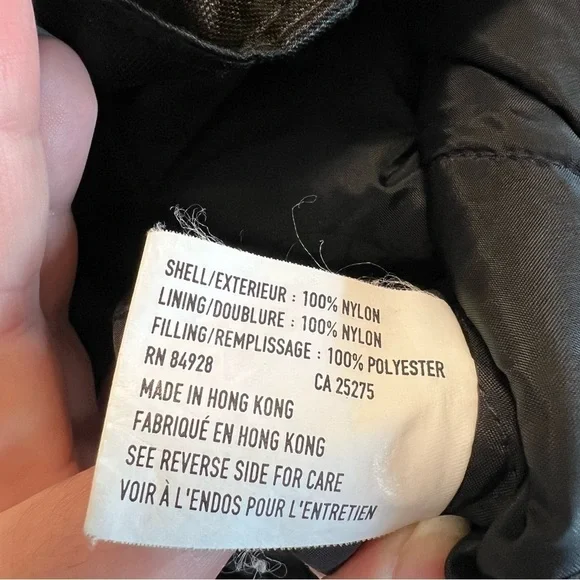 SHELL/EXTERIEUR : 100% NYLON
LINING/DOUBLURE : 100% NYLON
FILLING/REMPLISSAGE : 100% POLYESTER
RN 84928 CA 25275
MADE IN HONG KONG
FABRIQUÉ EN HONG KONG
SEE REVERSE SIDE FOR CARE
VOIR À L'ENDOS POUR L'ENTRETIEN